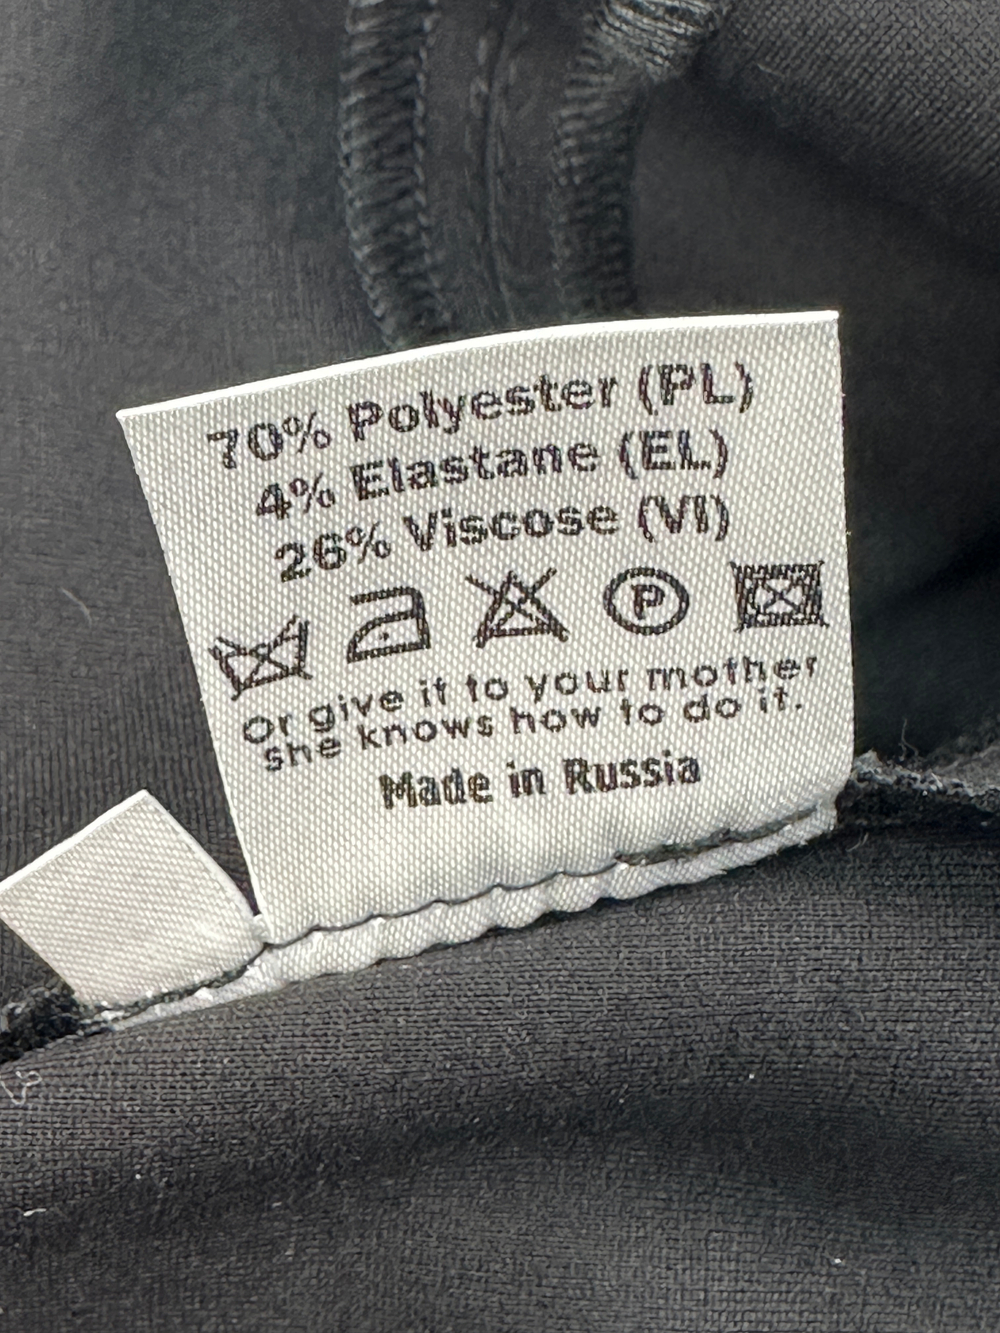 70% Polyester (PL)
4% Elastane (EL)
26% Viscose (VI)
P
or give it to your mother
she knows how to do it.
Made in Russia